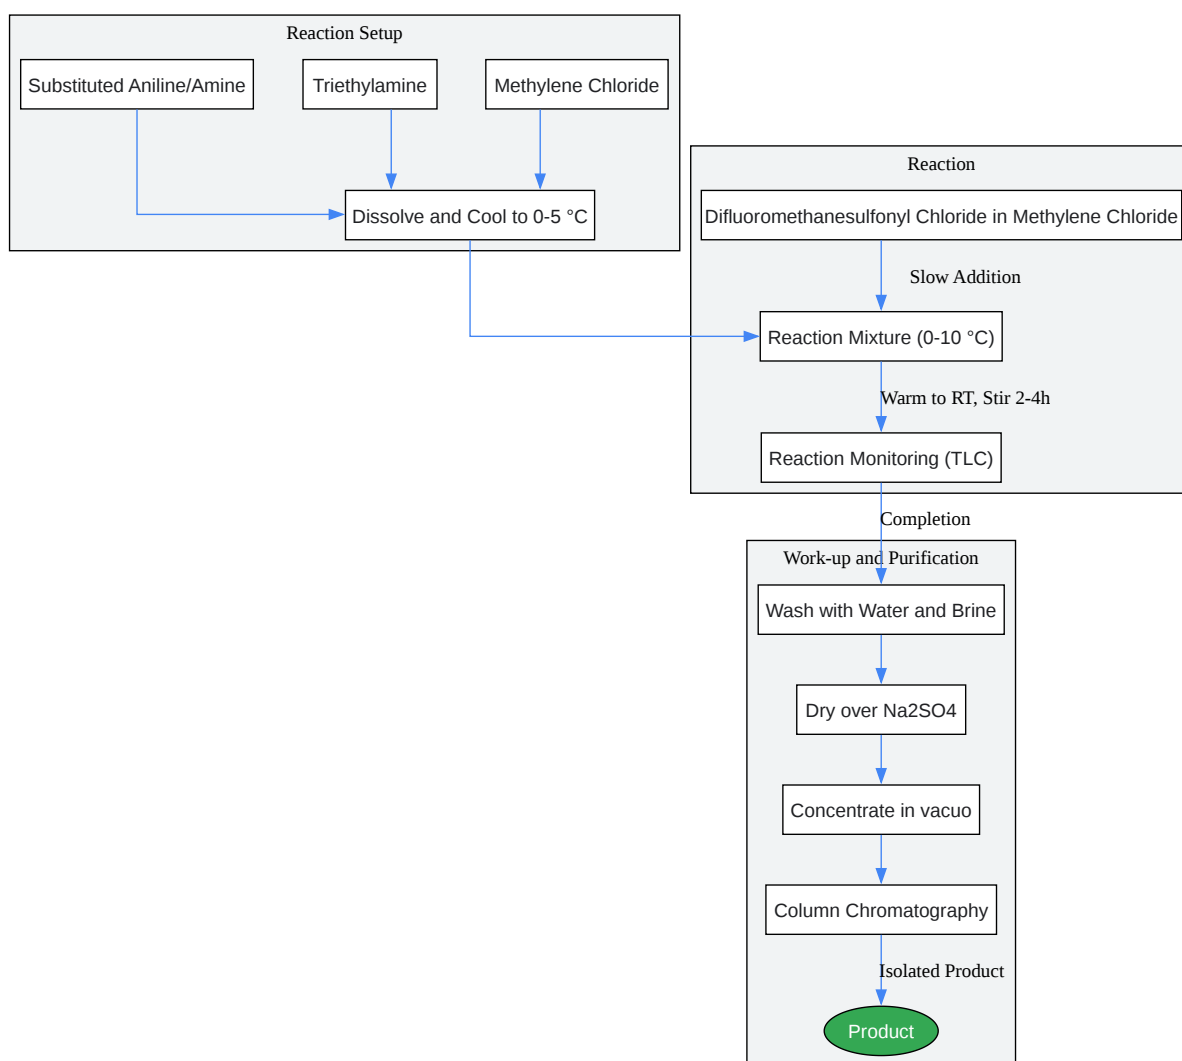 Reaction Setup
Substituted Aniline/Amine
Triethylamine
Methylene Chloride
Dissolve and Cool to 0-5 °C
Reaction
Difluoromethanesulfonyl Chloride in Methylene Chloride
Slow Addition
Reaction Mixture (0-10 °C)
Warm to RT, Stir 2-4h
Reaction Monitoring (TLC)
Completion
Work-up and Purification
Wash with Water and Brine
Dry over Na2SO4
Concentrate in vacuo
Column Chromatography
Isolated Product
Product